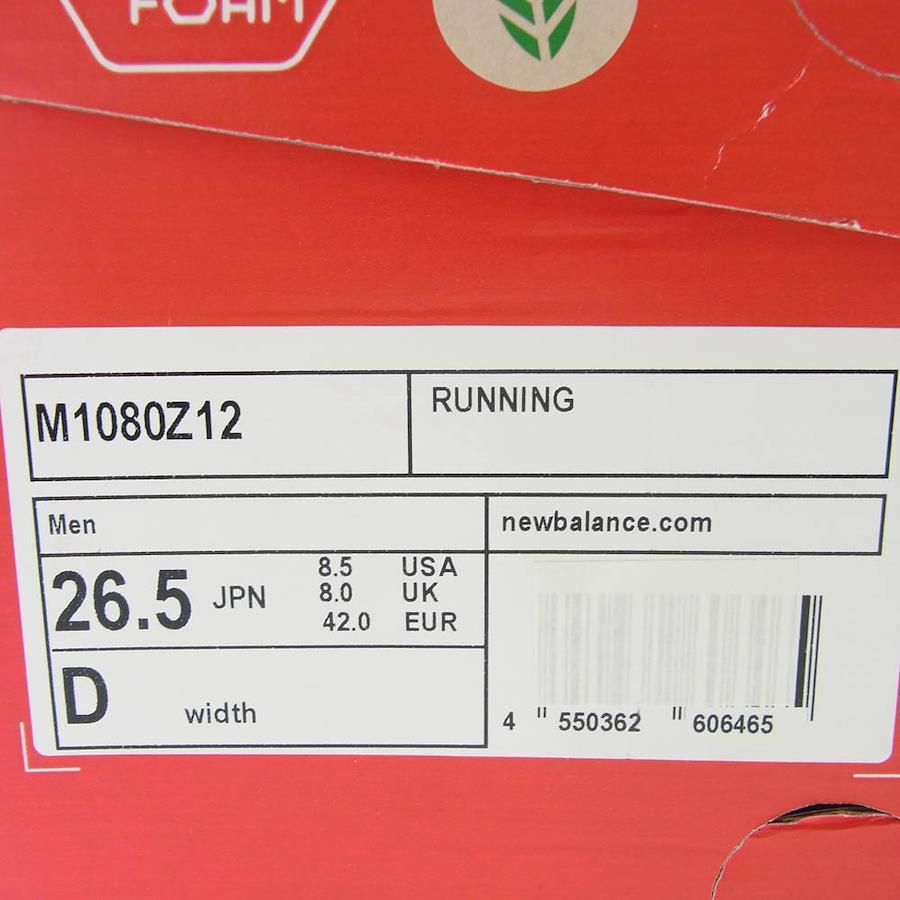 FOAM
M1080Z12
RUNNING
Men
newbalance.com
26.5 JPN
8.5 USA
8.0 UK
42.0 EUR
D width
4 550362 606465